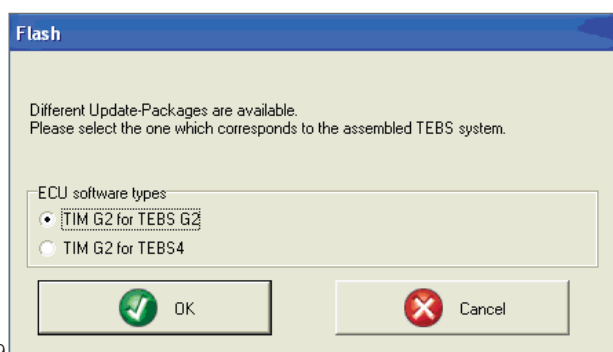 Flash
Different Update-Packages are available.
Please select the one which corresponds to the assembled TEBS system.
ECU software types
TIM G2 for TEBS G2
TIM G2 for TEBS4
OK
Cancel